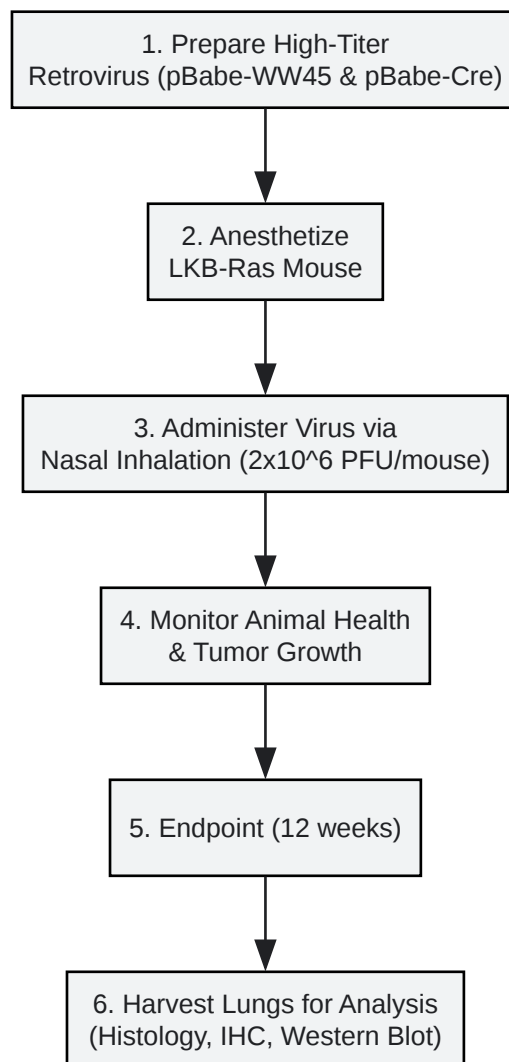 1. Prepare High-Titer
Retrovirus (pBabe-WW45 & pBabe-Cre)
2. Anesthetize
LKB-Ras Mouse
3. Administer Virus via
Nasal Inhalation (2x10^6 PFU/mouse)
4. Monitor Animal Health
& Tumor Growth
5. Endpoint (12 weeks)
6. Harvest Lungs for Analysis
(Histology, IHC, Western Blot)